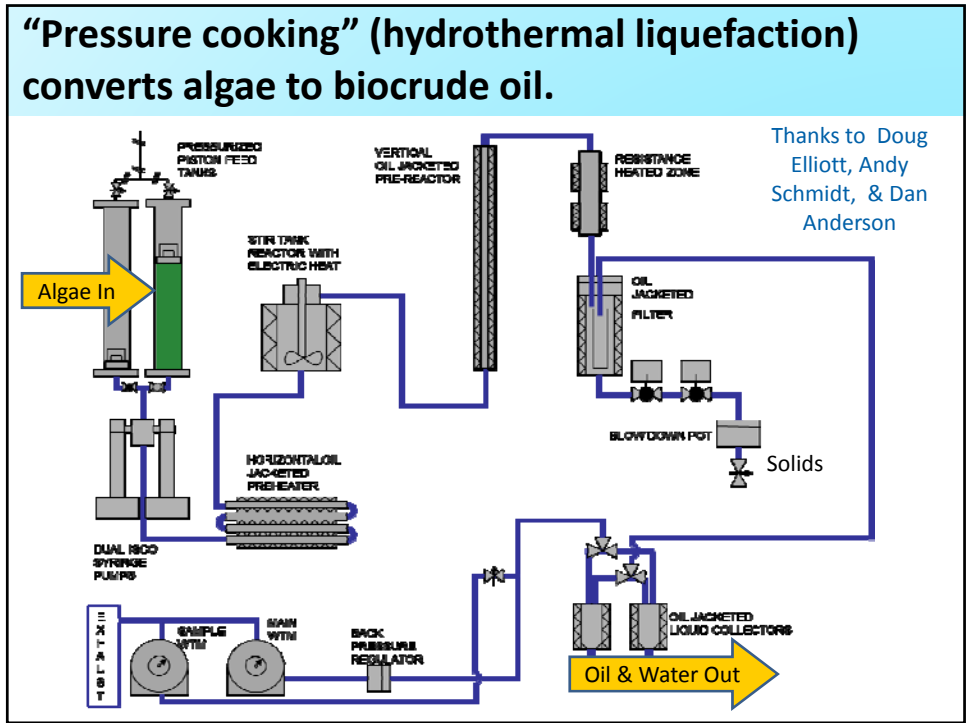 “Pressure cooking” (hydrothermal liquefaction)
converts algae to biocrude oil.
Thanks to Doug
Elliott, Andy
Schmidt, & Dan
Anderson
PRESSURIZED
PISTON FEED
TANKS
VERTICAL
OIL JACKETED
PRE-REACTOR
RESISTANCE
HEATED ZONE
STIR TANK
REACTOR WITH
ELECTRIC HEAT
Algae In
OIL
JACKETED
FILTER
BLOWDOWN POT
Solids
HORIZONTAL OIL
JACKETED
PREHEATER
DUAL ISCO
SYRINGE
PUMPS
EXHAUST
SAMPLE
WTM
MAIN
WTM
BACK
PRESSURE
REGULATOR
OIL JACKETED
LIQUID COLLECTORS
Oil & Water Out